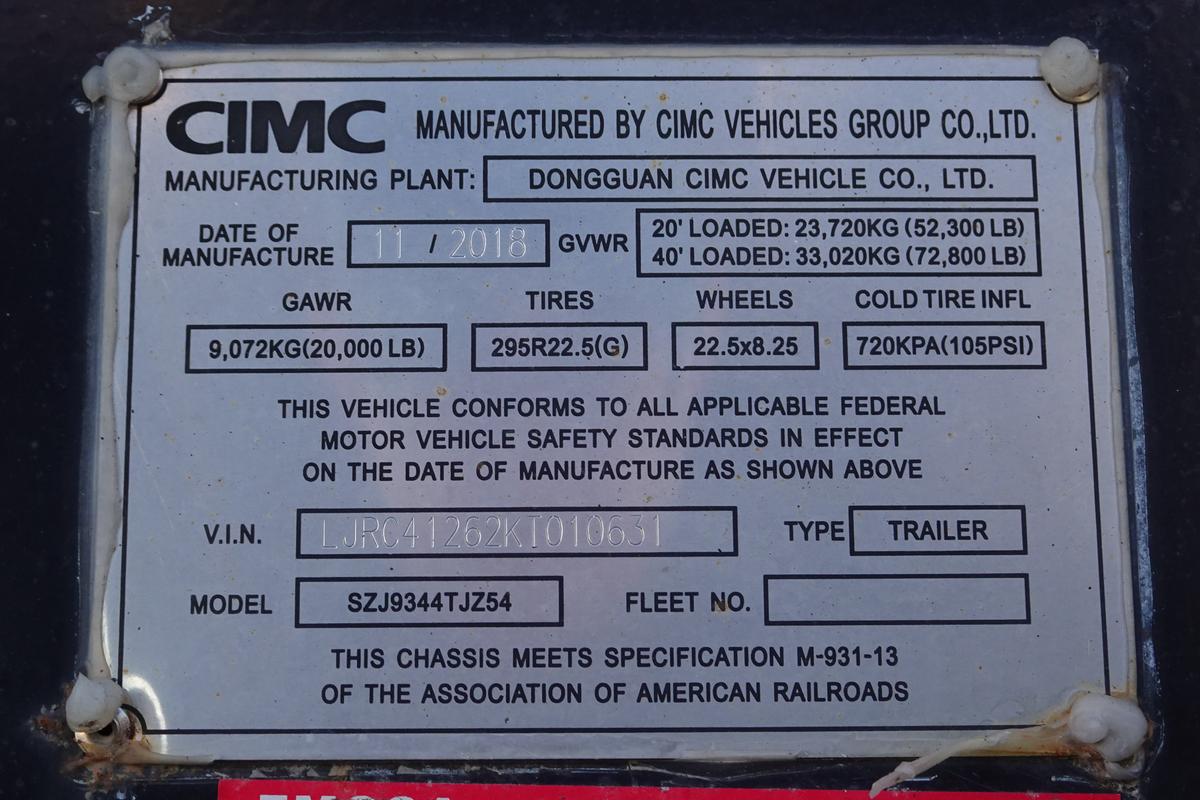 CIMC MANUFACTURED BY CIMC VEHICLES GROUP CO.,LTD.
MANUFACTURING PLANT: DONGGUAN CIMC VEHICLE CO., LTD.
DATE OF MANUFACTURE 11 / 2018 GVWR 20' LOADED: 23,720KG (52,300 LB)
40' LOADED: 33,020KG (72,800 LB)
GAWR TIRES WHEELS COLD TIRE INFL
9,072KG(20,000 LB) 295R22.5(G) 22.5x8.25 720KPA(105PSI)
THIS VEHICLE CONFORMS TO ALL APPLICABLE FEDERAL
MOTOR VEHICLE SAFETY STANDARDS IN EFFECT
ON THE DATE OF MANUFACTURE AS SHOWN ABOVE
V.I.N. LJRC41262KT010631 TYPE TRAILER
MODEL SZJ9344TJZ54 FLEET NO.
THIS CHASSIS MEETS SPECIFICATION M-931-13
OF THE ASSOCIATION OF AMERICAN RAILROADS